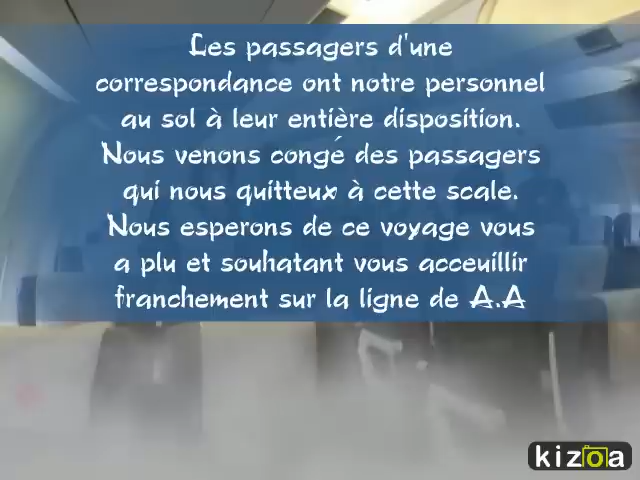 Les passagers d'une
correspondance ont notre personnel
au sol à leur entière disposition.
Nous venons congé des passagers
qui nous quitteux à cette scale.
Nous esperons de ce voyage vous
a plu et souhatant vous acceuillir
franchement sur la ligne de A.A
kizoa